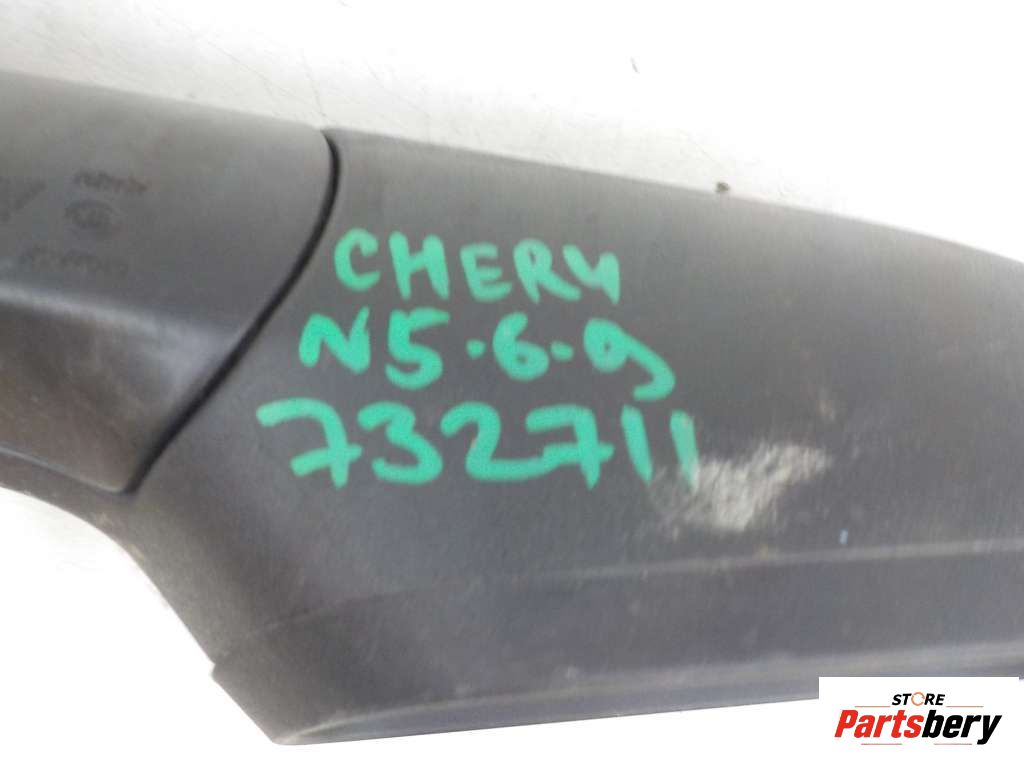 CHERY
N5·6·9
732711
STORE
Partsbery